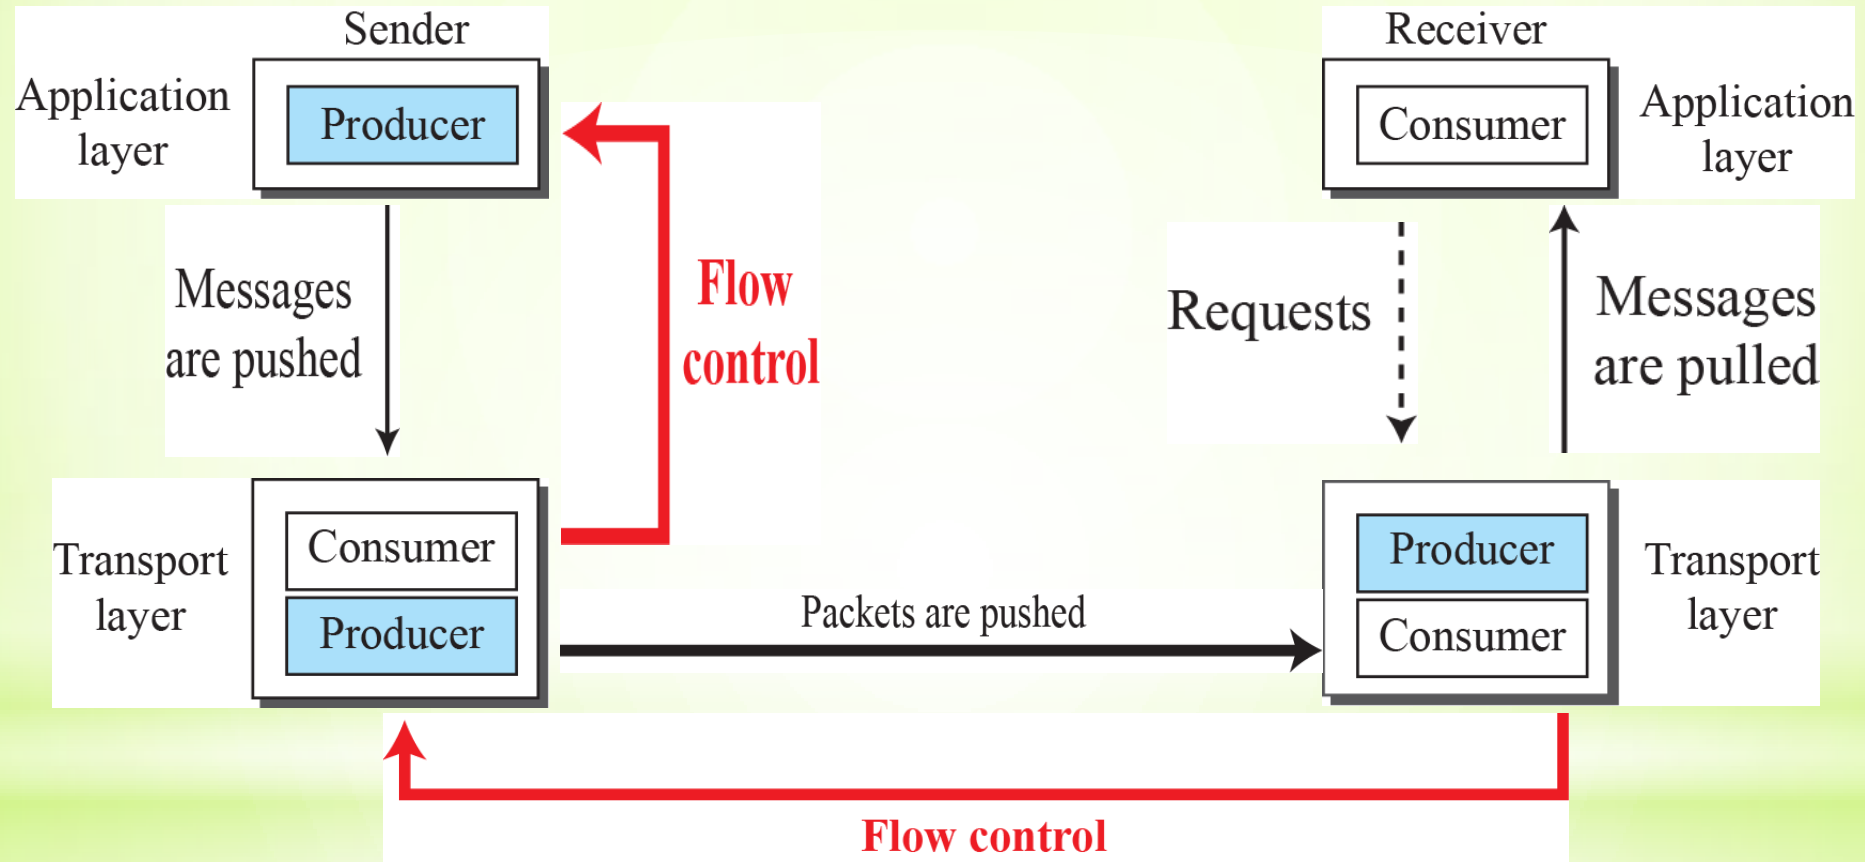 Sender
Application
layer
Producer
Messages
are pushed
Flow
control
Transport
layer
Consumer
Producer
Packets are pushed
Receiver
Consumer
Application
layer
Requests
Messages
are pulled
Producer
Consumer
Transport
layer
Flow control